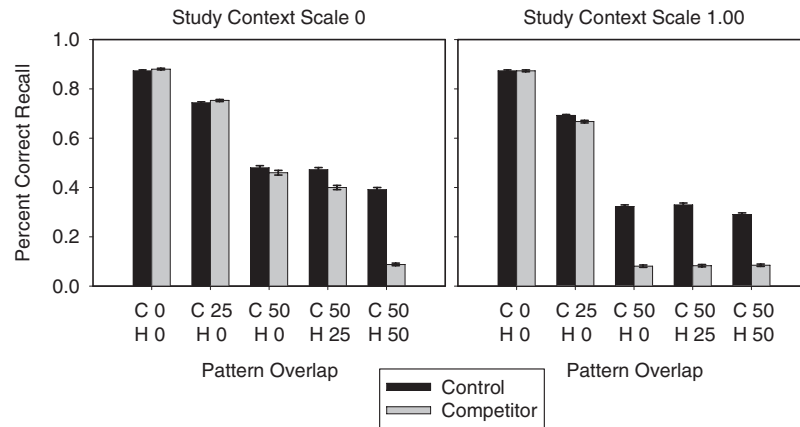 Study Context Scale 0
Study Context Scale 1.00
Percent Correct Recall
1.0
0.8
0.6
0.4
0.2
0.0
C 0 C 25 C 50 C 50 C 50
H 0 H 0 H 0 H 25 H 50
C 0 C 25 C 50 C 50 C 50
H 0 H 0 H 0 H 25 H 50
Pattern Overlap
Pattern Overlap
Control
Competitor